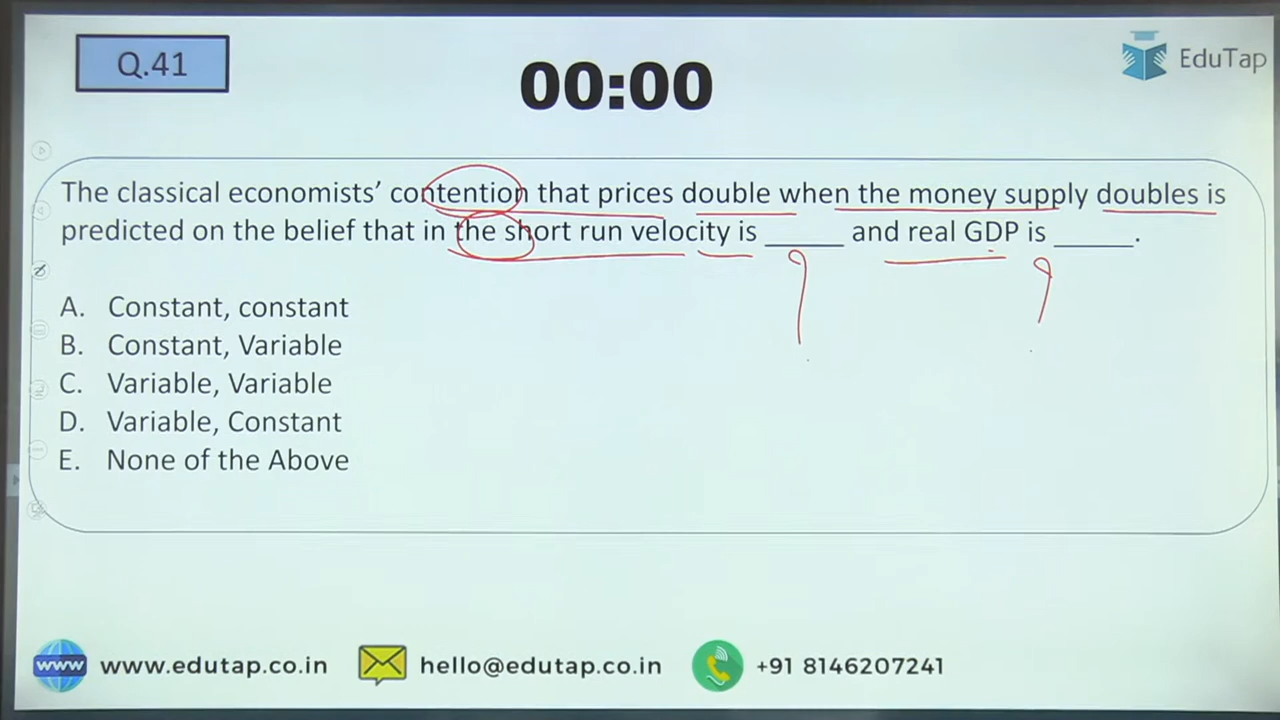 Q.41
00:00
EduTap
The classical economists’ contention that prices double when the money supply doubles is
predicted on the belief that in the short run velocity is ______ and real GDP is ______.
A. Constant, constant
B. Constant, Variable
C. Variable, Variable
D. Variable, Constant
E. None of the Above
www
www.edutap.co.in
hello@edutap.co.in
+91 8146207241